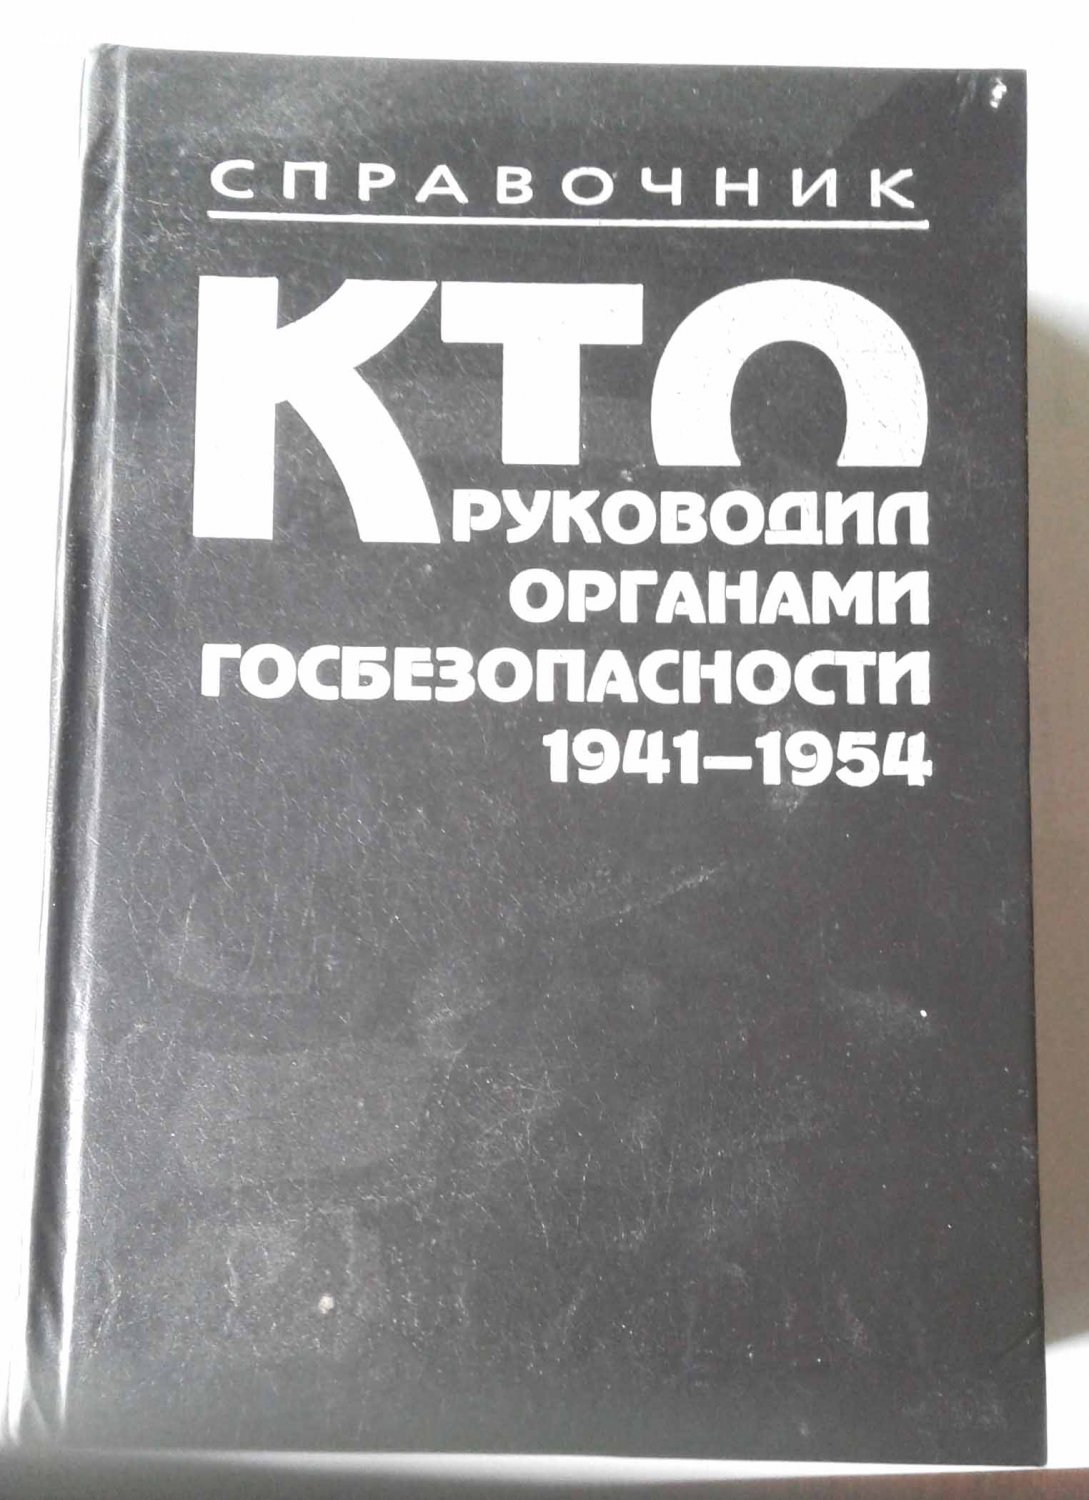 СПРАВОЧНИК
КТО
РУКОВОДИЛ
ОРГАНАМИ
ГОСБЕЗОПАСНОСТИ
1941–1954